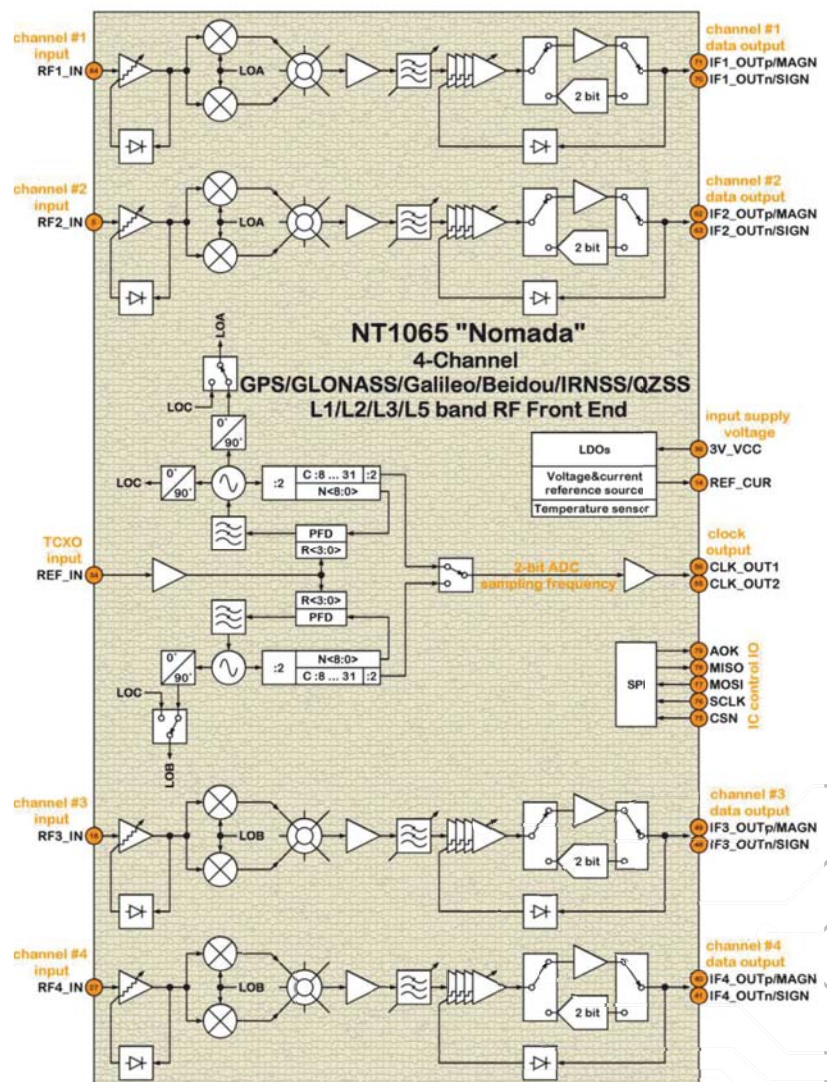 channel #1
input
RF1_IN
LOA
2 bit
channel #1
data output
IF1_OUTp/MAGN
IF1_OUTn/SIGN
channel #2
input
RF2_IN
LOA
2 bit
channel #2
data output
IF2_OUTp/MAGN
IF2_OUTn/SIGN
NT1065 "Nomada"
4-Channel
GPS/GLONASS/Galileo/Beidou/IRNSS/QZSS
L1/L2/L3/L5 band RF Front End
LOA
LOC
0°
90°
LOC
0°
90°
:2
C :8 ... 31
:2
N<8:0>
PFD
R<3:0>
TCXO
input
REF_IN
54
R<3:0>
PFD
:2
N<8:0>
C :8 ... 31
:2
0°
90°
LOC
LOB
LDOs
Voltage&current
reference source
Temperature sensor
input supply
voltage
3V_VCC
REF_CUR
2-bit ADC
sampling frequency
clock
output
CLK_OUT1
CLK_OUT2
SPI
AOK
MISO
MOSI
SCLK
CSN
IC control IO
channel #3
input
RF3_IN
LOB
2 bit
channel #3
data output
IF3_OUTp/MAGN
IF3_OUTn/SIGN
channel #4
input
RF4_IN
LOB
2 bit
channel #4
data output
IF4_OUTp/MAGN
IF4_OUTn/SIGN